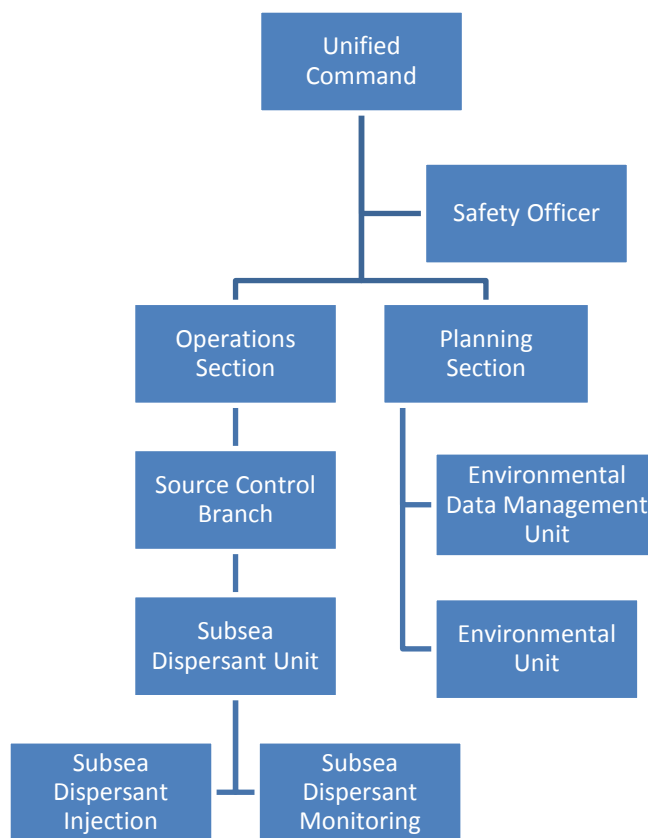 Unified
Command
Safety Officer
Operations
Section
Planning
Section
Source Control
Branch
Environmental
Data Management
Unit
Subsea
Dispersant Unit
Environmental
Unit
Subsea
Dispersant
Injection
Subsea
Dispersant
Monitoring